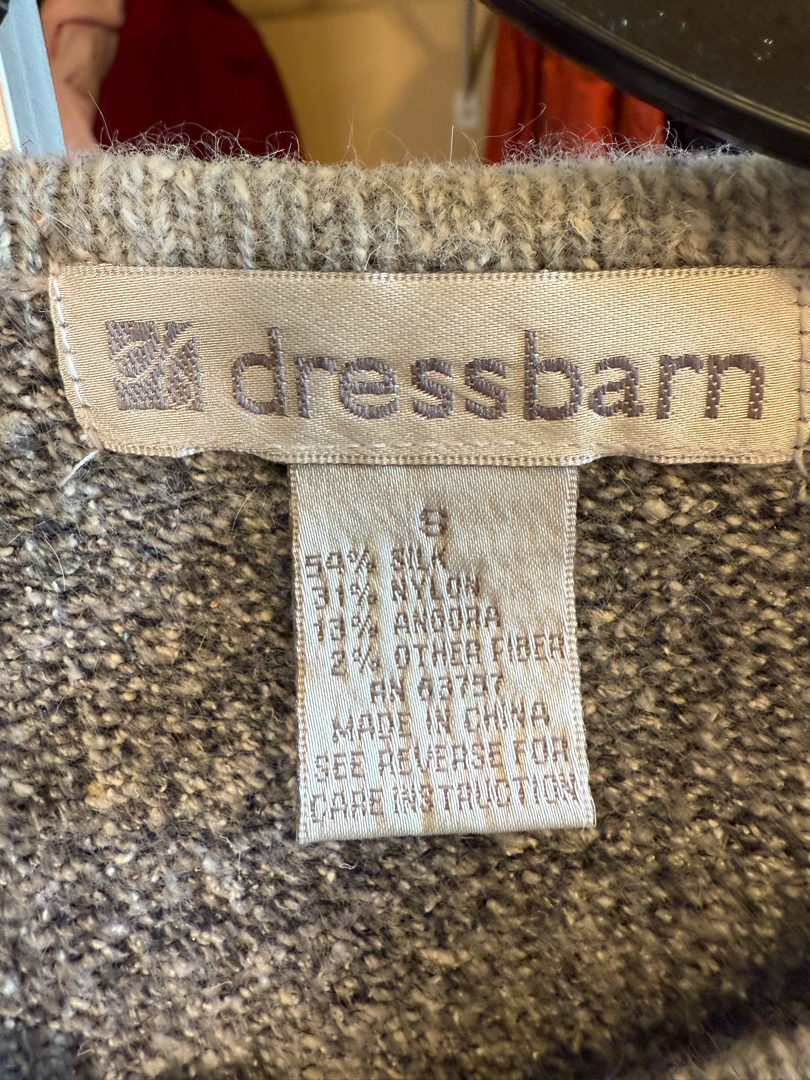 dressbarn
S
54% SILK
31% NYLON
13% ANGORA
2% OTHER FIBER
RN 63797
MADE IN CHINA
SEE REVERSE FOR
CARE INSTRUCTION